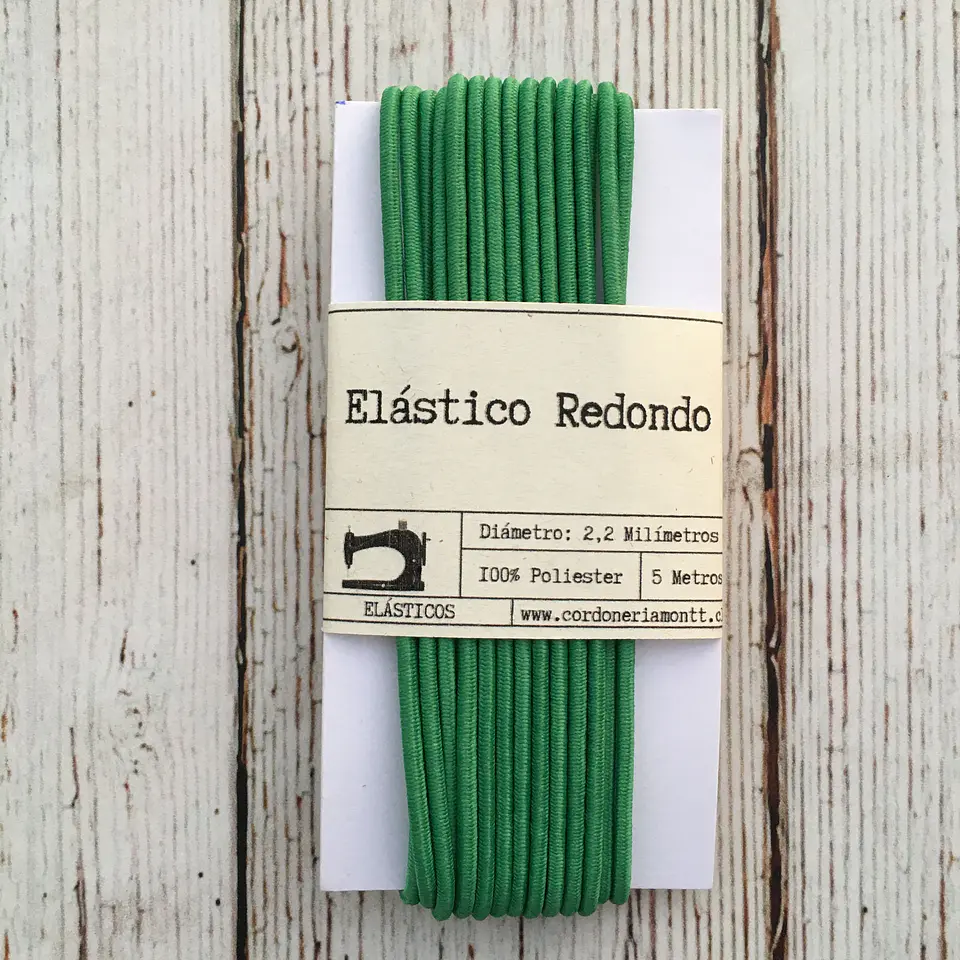 Elástico Redondo
Diámetro: 2,2 Milímetros
100% Poliester
5 Metros
ELÁSTICOS
www.cordoneriamontt.c